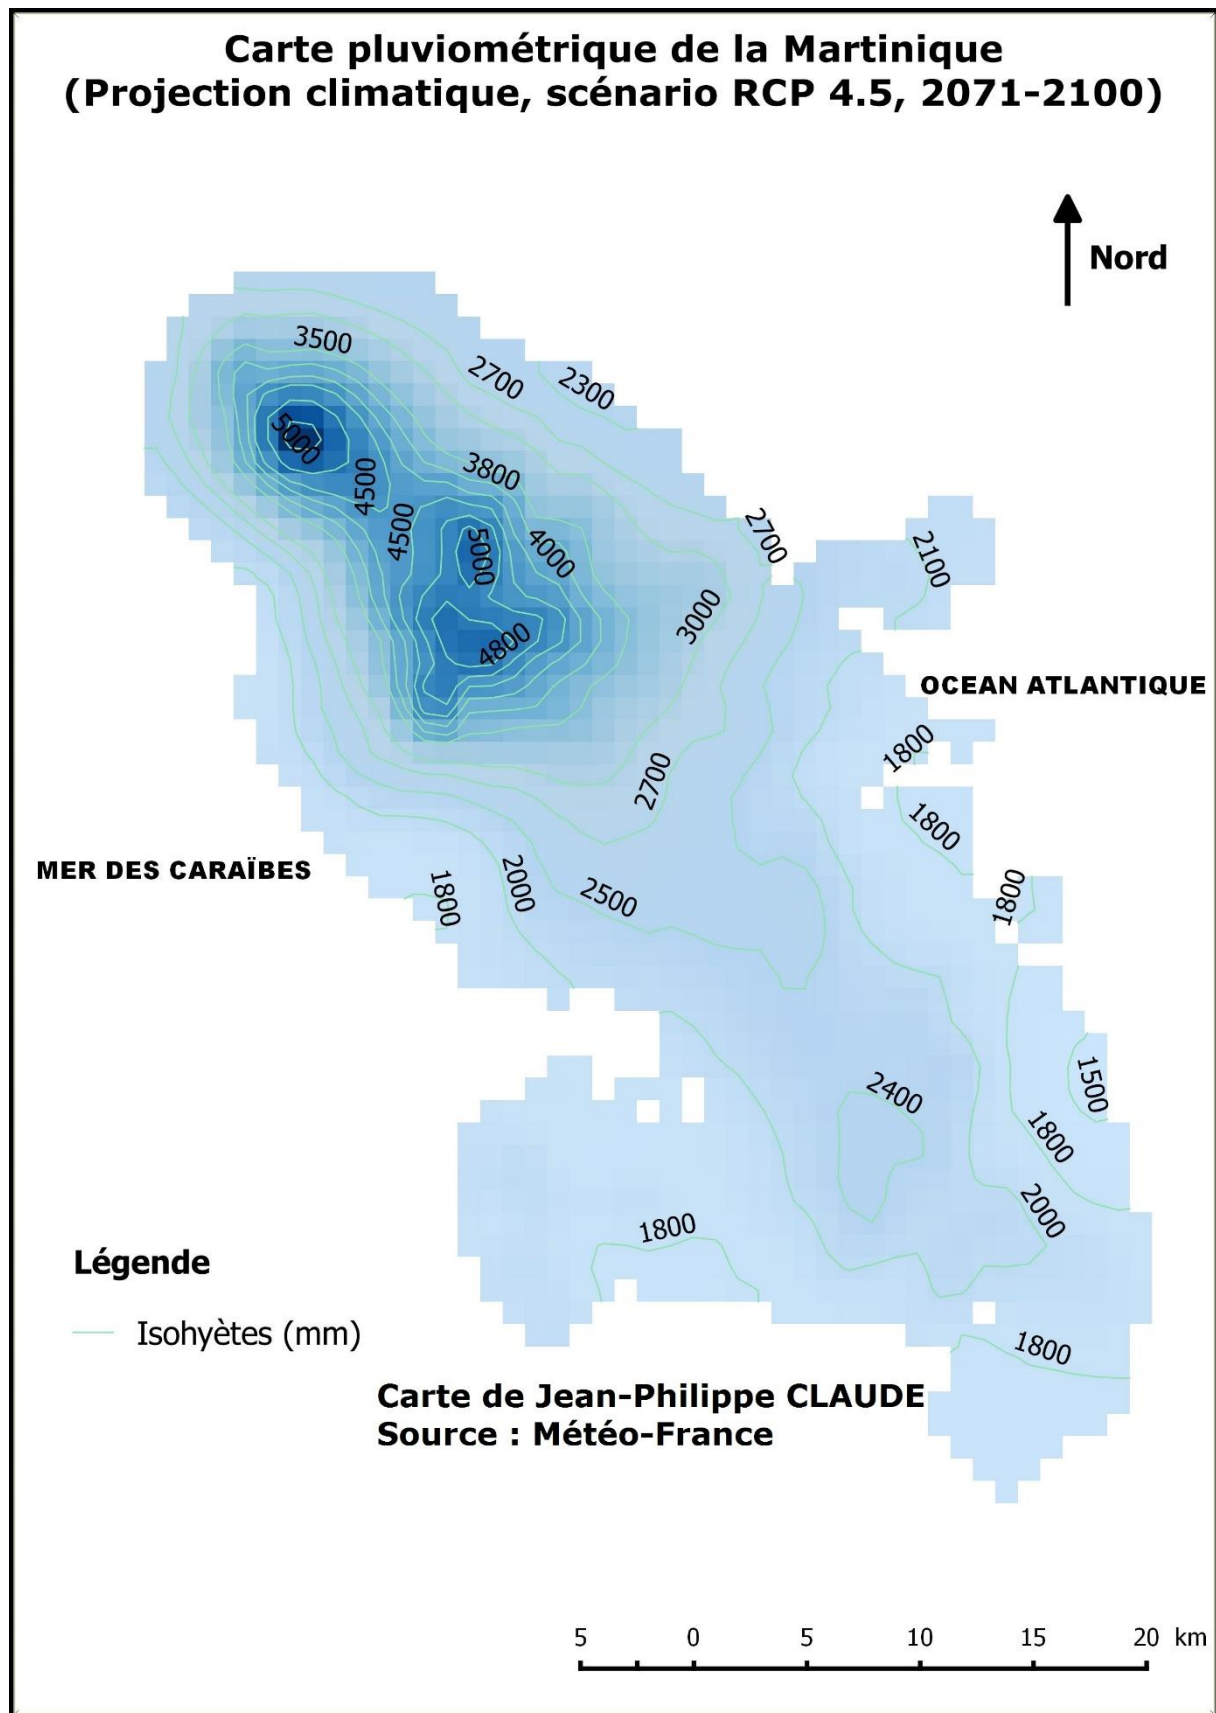 Carte pluviométrique de la Martinique
(Projection climatique, scénario RCP 4.5, 2071-2100)
Nord
3500
2700
2300
5000
3800
4500
4500
5000
4000
2700
2100
3000
4800
OCEAN ATLANTIQUE
1800
2700
1800
MER DES CARAÏBES
1800
2000
2500
1800
2400
1500
1800
2000
1800
Légende
Isohyètes (mm)
1800
Carte de Jean-Philippe CLAUDE
Source : Météo-France
5 0 5 10 15 20 km